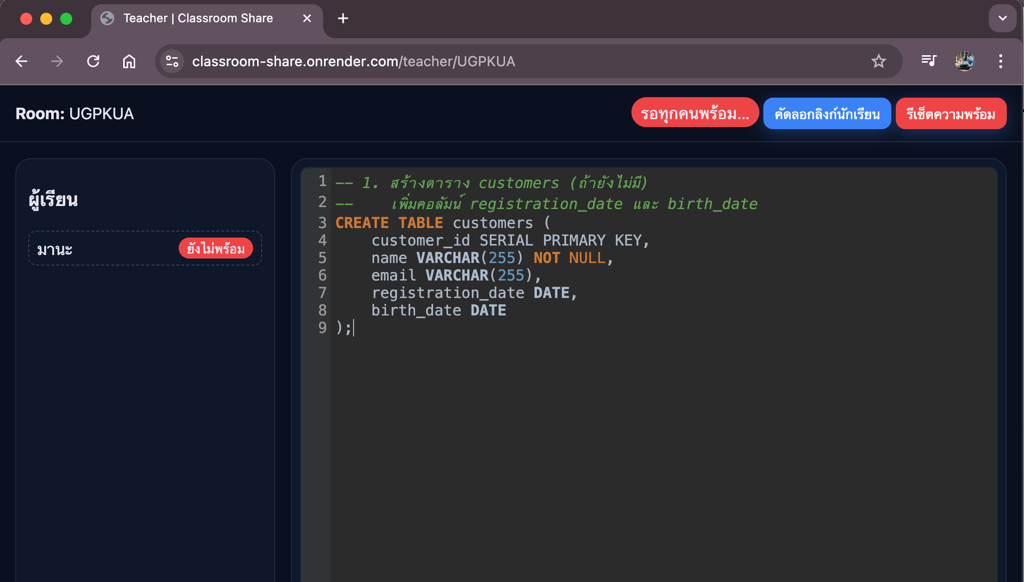 Teacher | Classroom Share
classroom-share.onrender.com/teacher/UGPKUA
Room: UGPKUA
รอทุกคนพร้อม...
คัดลอกลิงก์นักเรียน
รีเซ็ตความพร้อม
ผู้เรียน
มานะ
ยังไม่พร้อม
1 -- 1. สร้างตาราง customers (ถ้ายังไม่มี)
2 --    เพิ่มคอลัมน์ registration_date และ birth_date
3 CREATE TABLE customers (
4     customer_id SERIAL PRIMARY KEY,
5     name VARCHAR(255) NOT NULL,
6     email VARCHAR(255),
7     registration_date DATE,
8     birth_date DATE
9 );